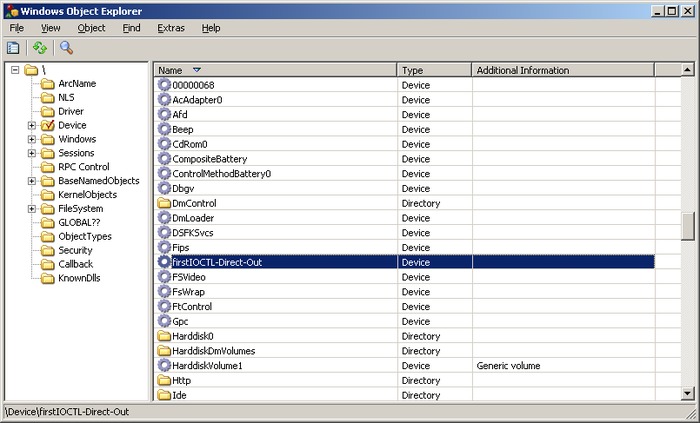 Windows Object Explorer
File View Object Find Extras Help
\
ArcName
NLS
Driver
Device
Windows
Sessions
RPC Control
BaseNamedObjects
KernelObjects
FileSystem
GLOBAL??
ObjectTypes
Security
Callback
KnownDlls
Name Type Additional Information
00000068 Device
AcAdapter0 Device
Afd Device
Beep Device
CdRom0 Device
CompositeBattery Device
ControlMethodBattery0 Device
Dbgv Device
DmControl Directory
DmLoader Device
DSFKSvcs Device
Fips Device
firstIOCTL-Direct-Out Device
FSVideo Device
FsWrap Device
FtControl Device
Gpc Device
Harddisk0 Directory
HarddiskDmVolumes Directory
HarddiskVolume1 Device Generic volume
Http Directory
Ide Directory
\Device\firstIOCTL-Direct-Out